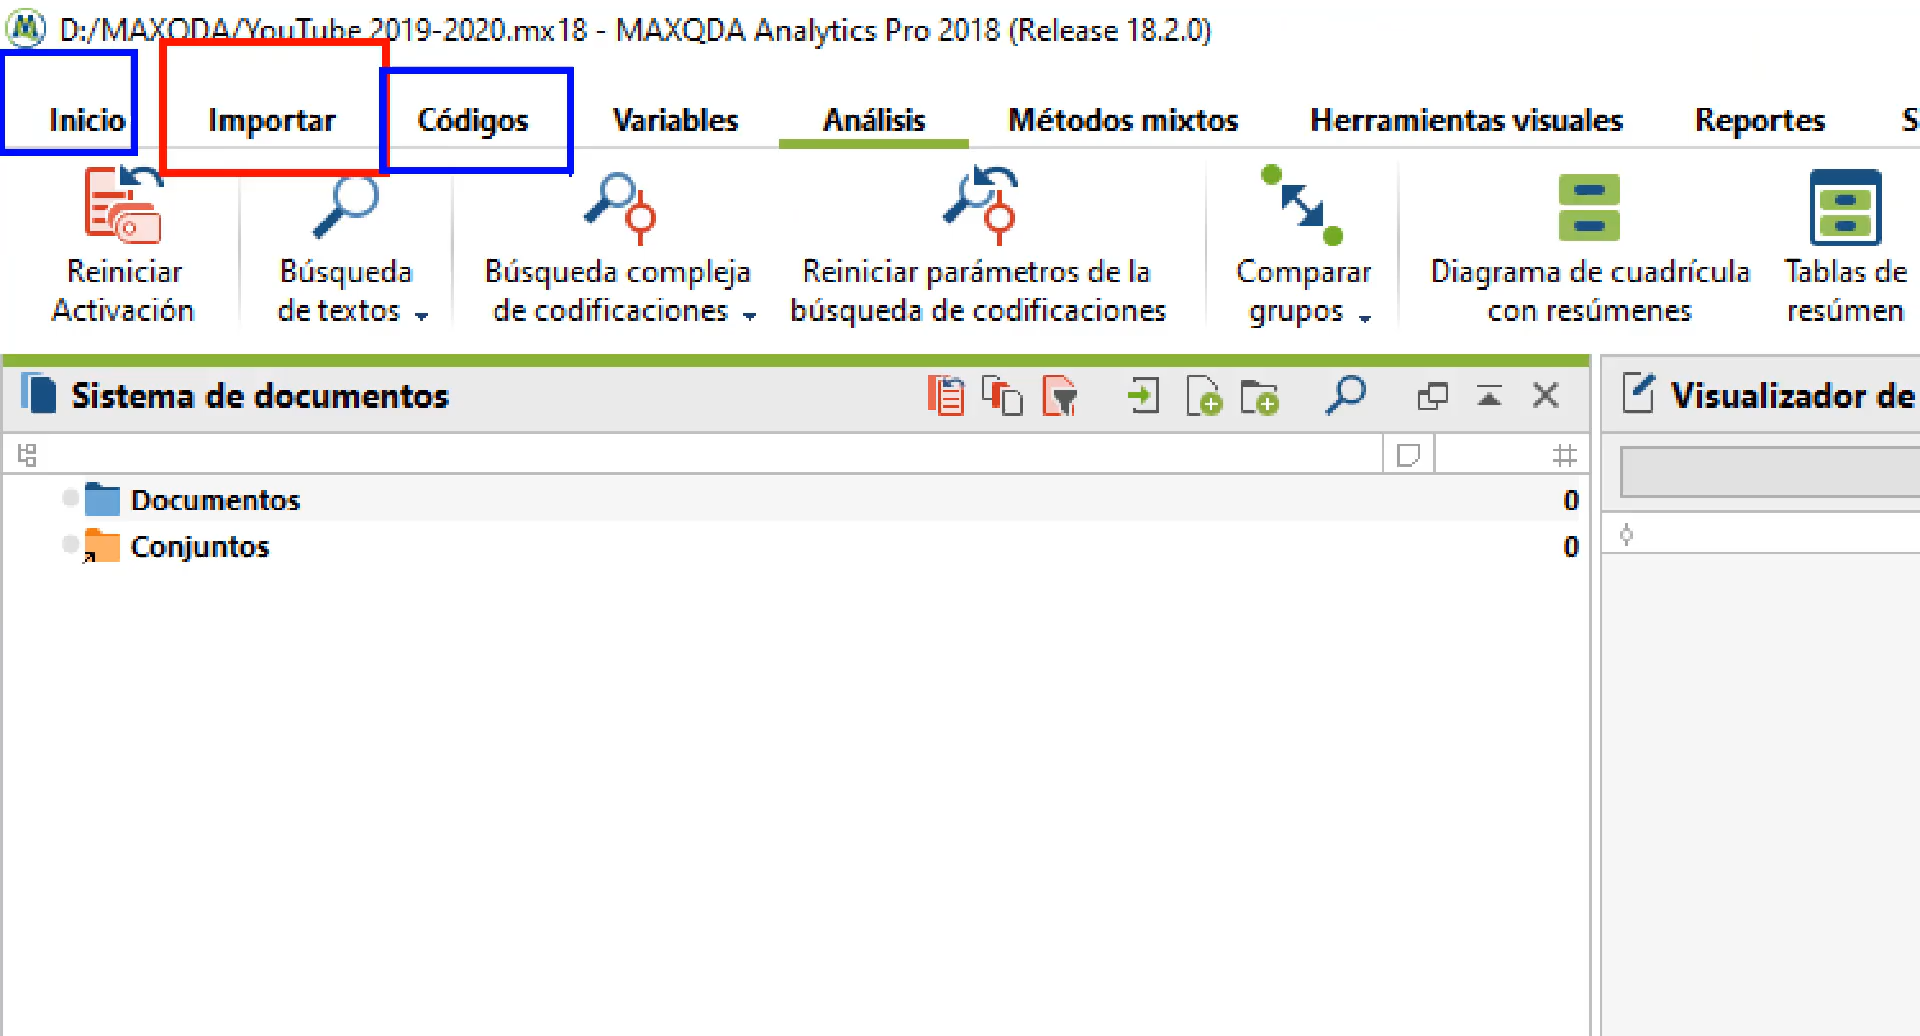 D:/MAXQDA/YouTube 2019-2020.mx18 - MAXQDA Analytics Pro 2018 (Release 18.2.0)
Inicio Importar Códigos Variables Análisis Métodos mixtos Herramientas visuales Reportes S
Reiniciar Activación
Búsqueda de textos
Búsqueda compleja de codificaciones
Reiniciar parámetros de la búsqueda de codificaciones
Comparar grupos
Diagrama de cuadrícula con resúmenes
Tablas de resúmen
Sistema de documentos
Visualizador de
Documentos 0
Conjuntos 0